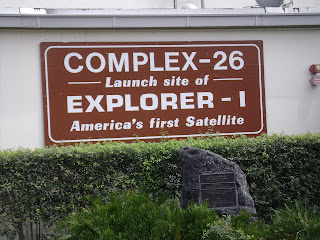 COMPLEX-26
Launch site of
EXPLORER - I
America's first Satellite